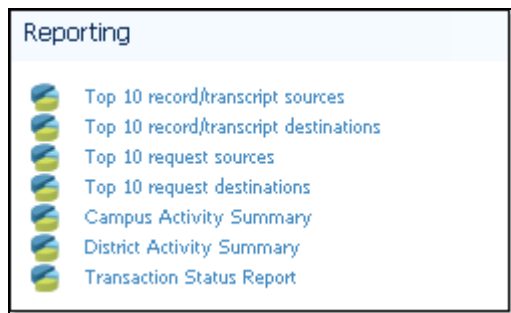 Reporting
Top 10 record/transcript sources
Top 10 record/transcript destinations
Top 10 request sources
Top 10 request destinations
Campus Activity Summary
District Activity Summary
Transaction Status Report